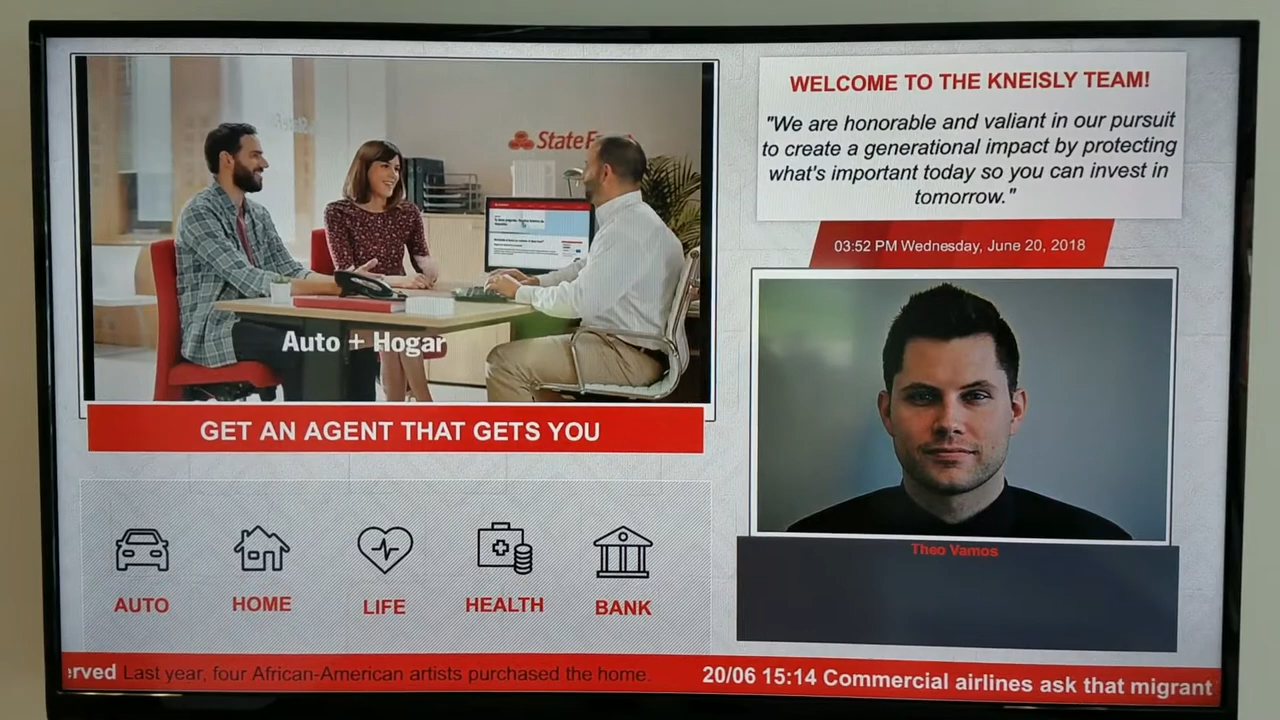 StateF
Auto + Hogar
GET AN AGENT THAT GETS YOU
AUTO
HOME
LIFE
HEALTH
BANK
WELCOME TO THE KNEISLY TEAM!
"We are honorable and valiant in our pursuit
to create a generational impact by protecting
what's important today so you can invest in
tomorrow."
03:52 PM Wednesday, June 20, 2018
Theo Vamos
erved Last year, four African-American artists purchased the home.
20/06 15:14 Commercial airlines ask that migrant